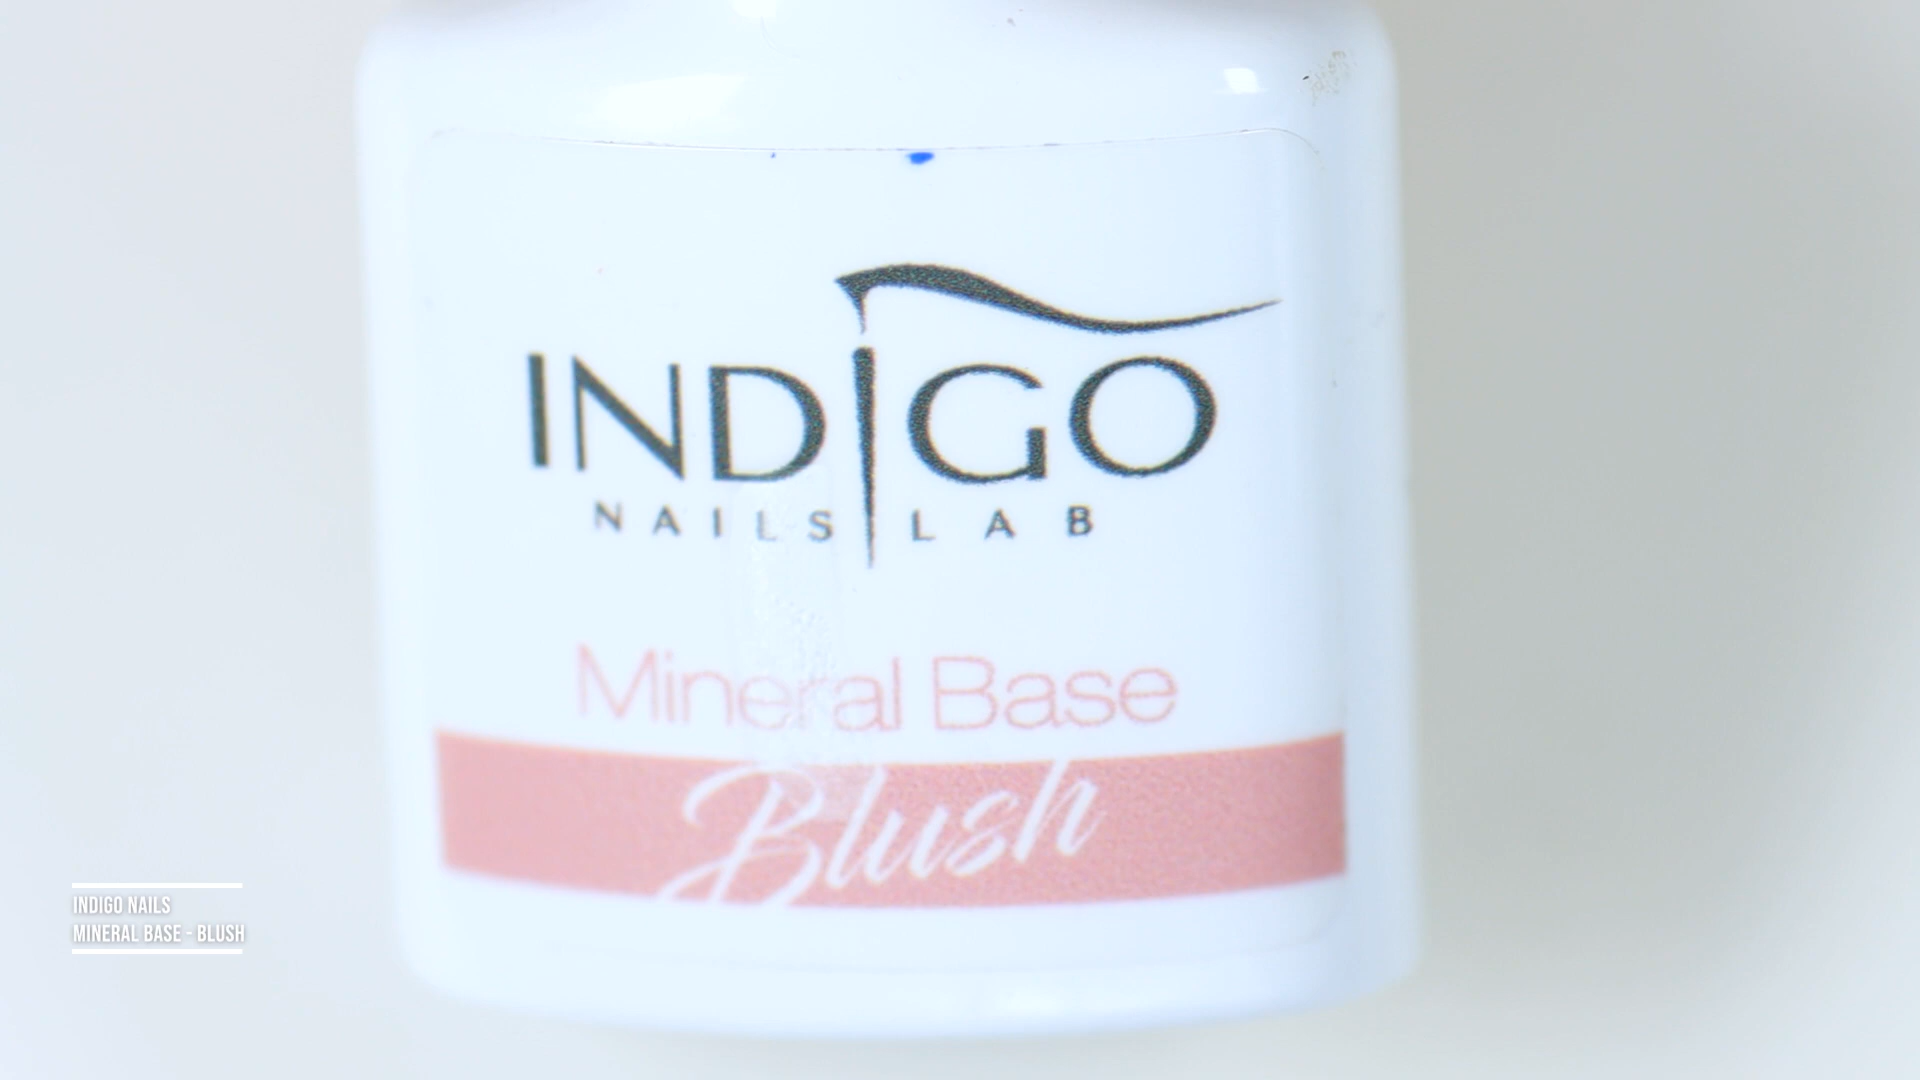 INDIGO
NAILS LAB
Mineral Base
Blush
INDIGO NAILS
MINERAL BASE - BLUSH